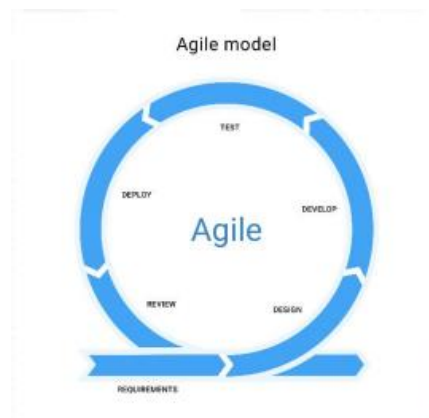 Agile model
TEST
DEPLOY
DEVELOP
Agile
REVIEW
DESIGN
REQUIREMENTS